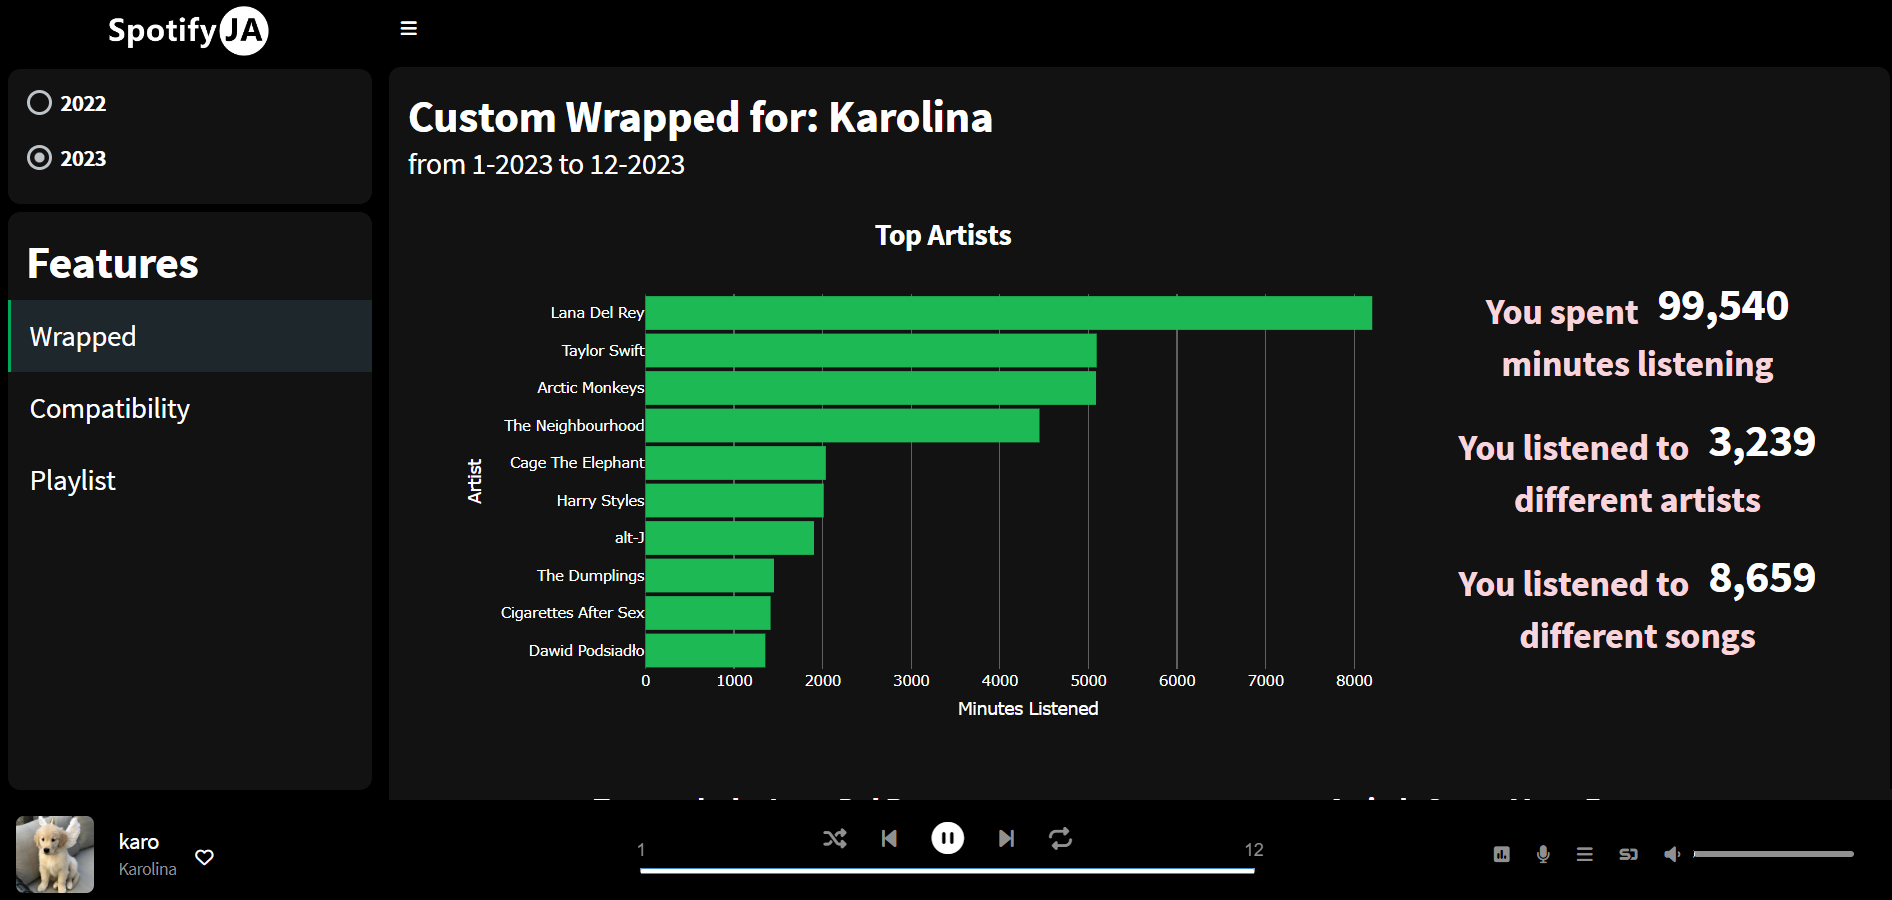 SpotifyJA
2022
2023
Features
Wrapped
Compatibility
Playlist
Custom Wrapped for: Karolina
from 1-2023 to 12-2023
Top Artists
Artist
Lana Del Rey
Taylor Swift
Arctic Monkeys
The Neighbourhood
Cage The Elephant
Harry Styles
alt-J
The Dumplings
Cigarettes After Sex
Dawid Podsiadło
0 1000 2000 3000 4000 5000 6000 7000 8000
Minutes Listened
You spent 99,540
minutes listening
You listened to 3,239
different artists
You listened to 8,659
different songs
karo
Karolina
1
12